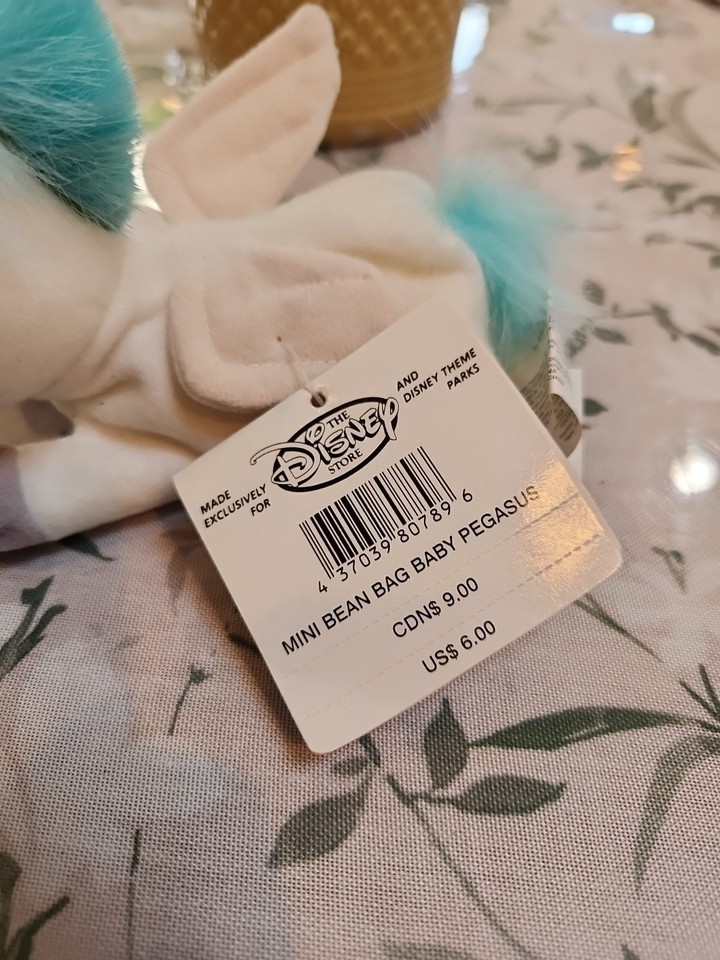 MADE
EXCLUSIVELY
FOR
THE
Disney
STORE
AND
DISNEY THEME
PARKS
4 37039 80789 6
MINI BEAN BAG BABY PEGASUS
CDN$ 9.00
US$ 6.00